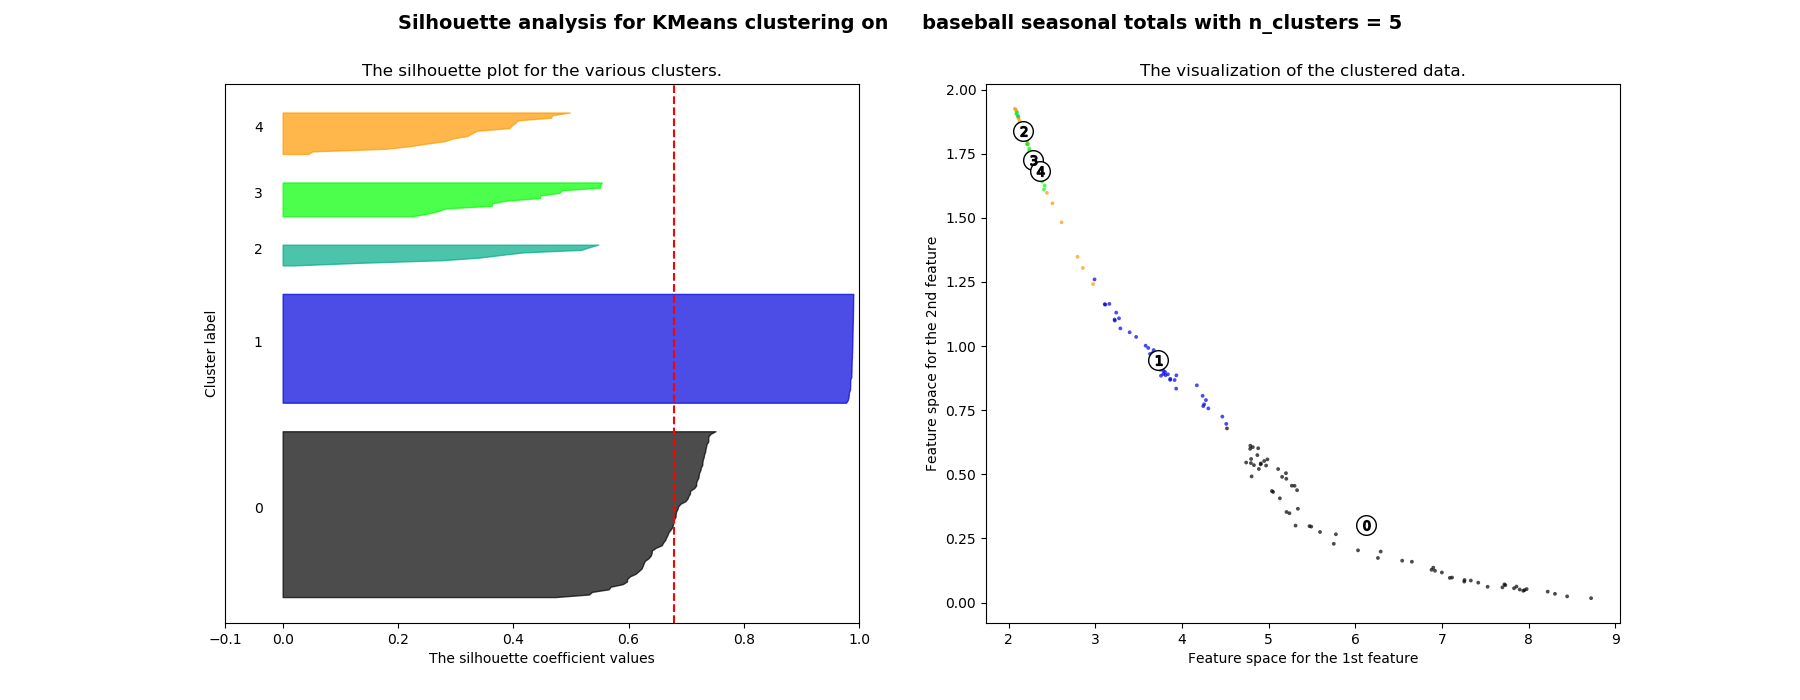 Silhouette analysis for KMeans clustering on     baseball seasonal totals with n_clusters = 5
The silhouette plot for the various clusters.
4
3
2
1
0
Cluster label
−0.1 0.0 0.2 0.4 0.6 0.8 1.0
The silhouette coefficient values
The visualization of the clustered data.
2.00
1.75
1.50
1.25
1.00
0.75
0.50
0.25
0.00
Feature space for the 2nd feature
2
3
4
1
0
2 3 4 5 6 7 8 9
Feature space for the 1st feature